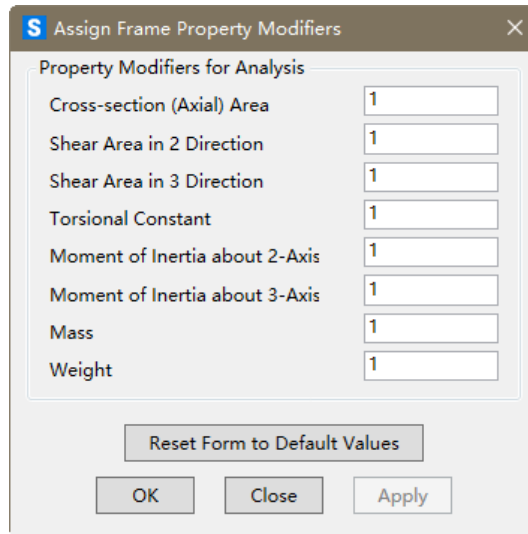 S Assign Frame Property Modifiers
Property Modifiers for Analysis
Cross-section (Axial) Area 1
Shear Area in 2 Direction 1
Shear Area in 3 Direction 1
Torsional Constant 1
Moment of Inertia about 2-Axis 1
Moment of Inertia about 3-Axis 1
Mass 1
Weight 1
Reset Form to Default Values
OK Close Apply